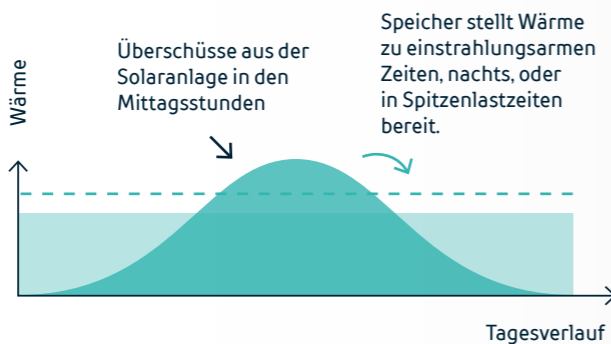 Überschüsse aus der
Solaranlage in den
Mittagsstunden
Speicher stellt Wärme
zu einstrahlungsarmen
Zeiten, nachts, oder
in Spitzenlastzeiten
bereit.
Wärme
Tagesverlauf